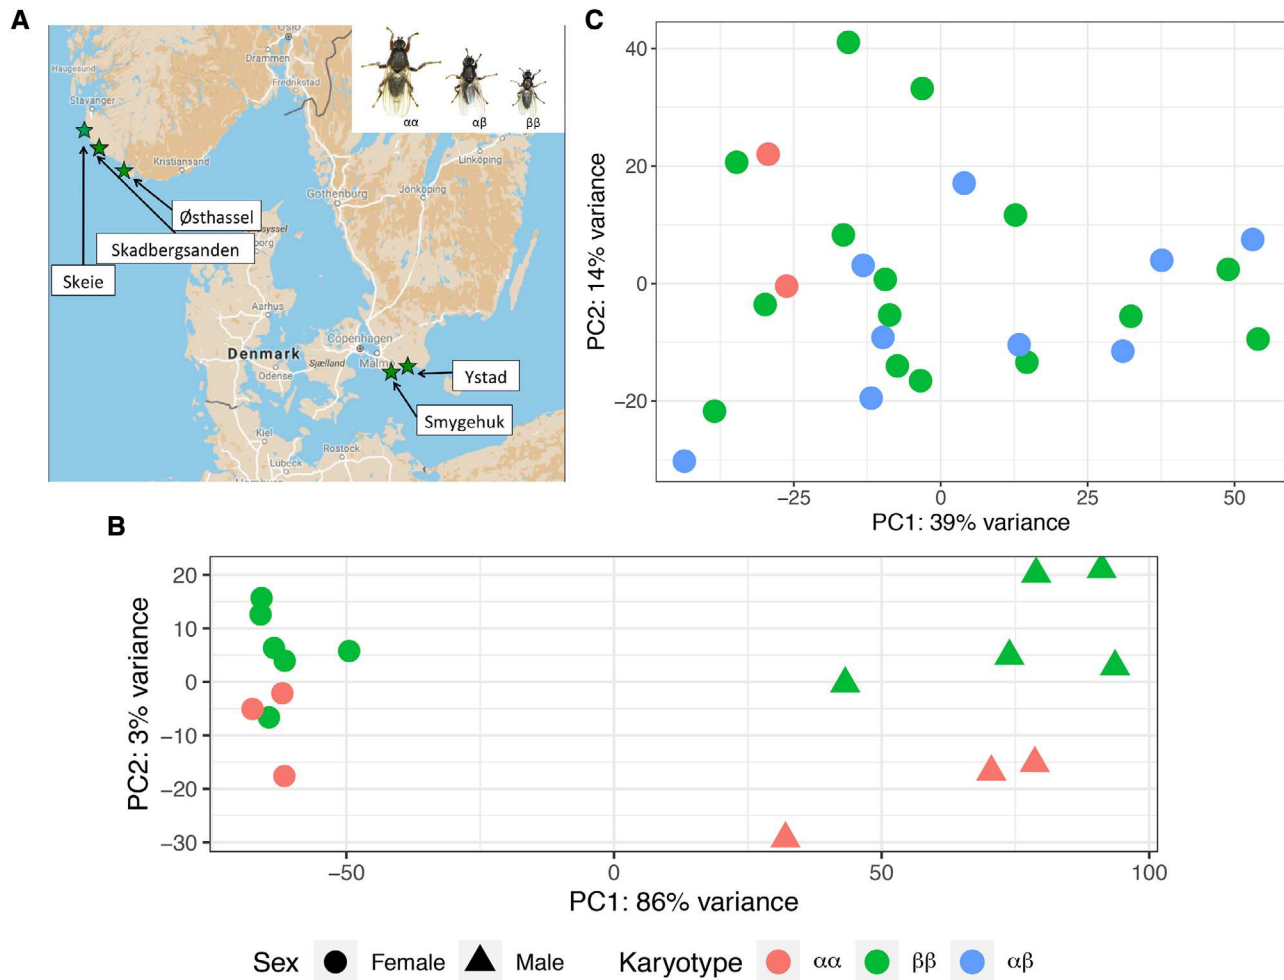 A
Oslo
Drammen
Haugesund
Fredrikstad
Stavanger
Kristiansand
Linköping
Jönköping
Gothenburg
αα
αβ
ββ
Østhassel
Skadbergsanden
Skeie
Aarhus
Denmark
Copenhagen
Malmö
Sjælland
Odense
Ystad
Smygehuk
Kiel
Rostock
Lübeck
C
40
20
0
−20
PC2: 14% variance
−25
0
25
50
PC1: 39% variance
B
20
10
0
−10
−20
−30
PC2: 3% variance
−50
0
50
100
PC1: 86% variance
Sex Female Male Karyotype αα ββ αβ